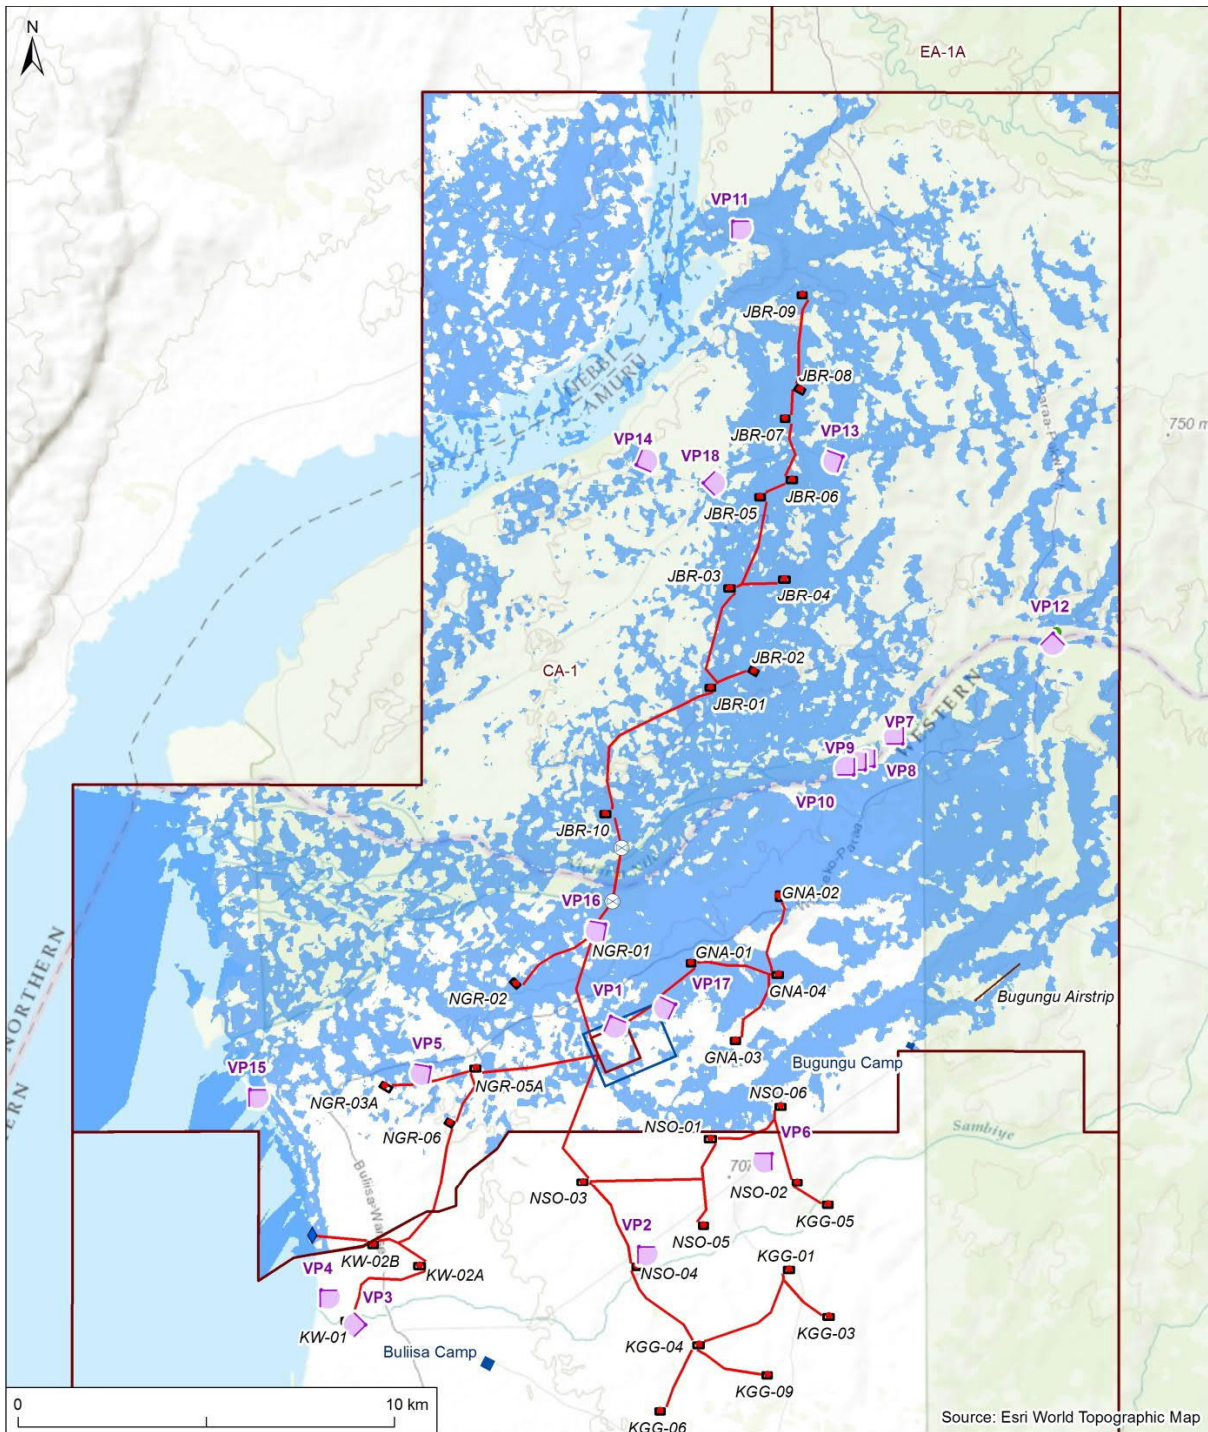 N
EA-1A
VP11
JBR-09
NEBBI
AMURU
JBR-08
750 m
JBR-07
VP13
VP14
VP18
JBR-06
JBR-05
JBR-03
JBR-04
VP12
CA-1
JBR-02
JBR-01
WESTERN
VP7
VP9
VP8
VP10
JBR-10
GNA-02
VP16
NGR-01
GNA-01
NORTHERN
NGR-02
VP17
GNA-04
VP1
Bugungu Airstrip
GNA-03
Bugungu Camp
VP5
VP15
NGR-05A
NGR-03A
NSO-06
NGR-06
NSO-01
Sambiye
VP6
NSO-03
NSO-02
KGG-05
NSO-05
VP2
KW-02B
KGG-01
NSO-04
KW-02A
VP4
VP3
KW-01
KGG-03
KGG-04
Buliisa Camp
KGG-09
0
10 km
KGG-06
Source: Esri World Topographic Map